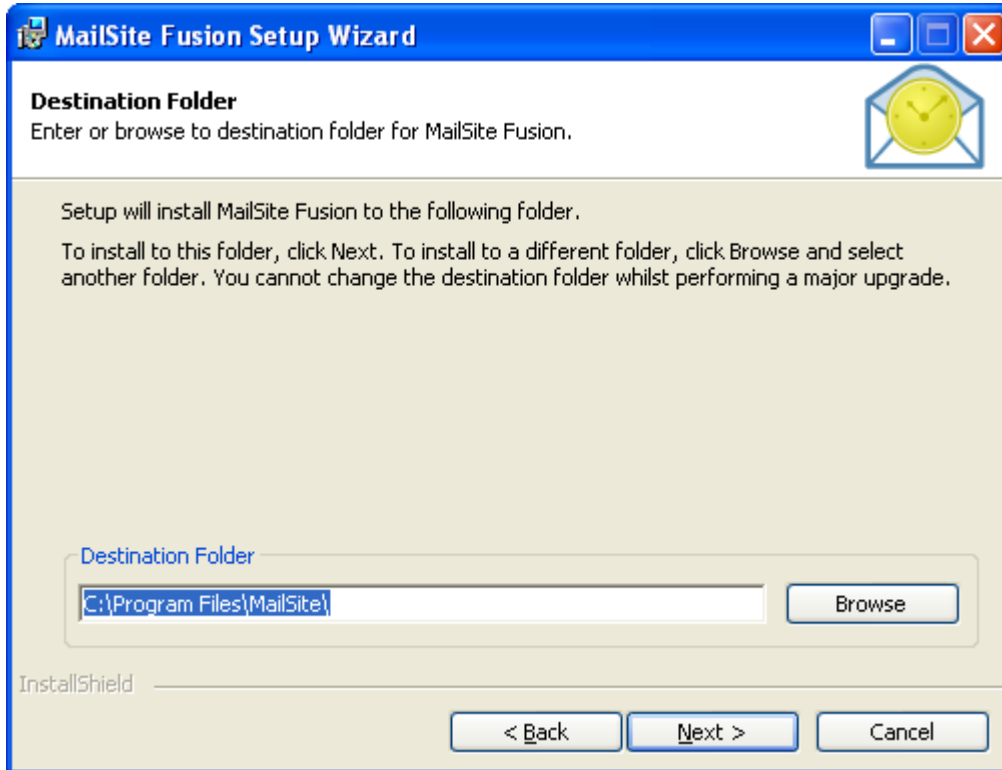 MailSite Fusion Setup Wizard
Destination Folder
Enter or browse to destination folder for MailSite Fusion.
Setup will install MailSite Fusion to the following folder.
To install to this folder, click Next. To install to a different folder, click Browse and select
another folder. You cannot change the destination folder whilst performing a major upgrade.
Destination Folder
C:\Program Files\MailSite\
Browse
InstallShield
< Back
Next >
Cancel